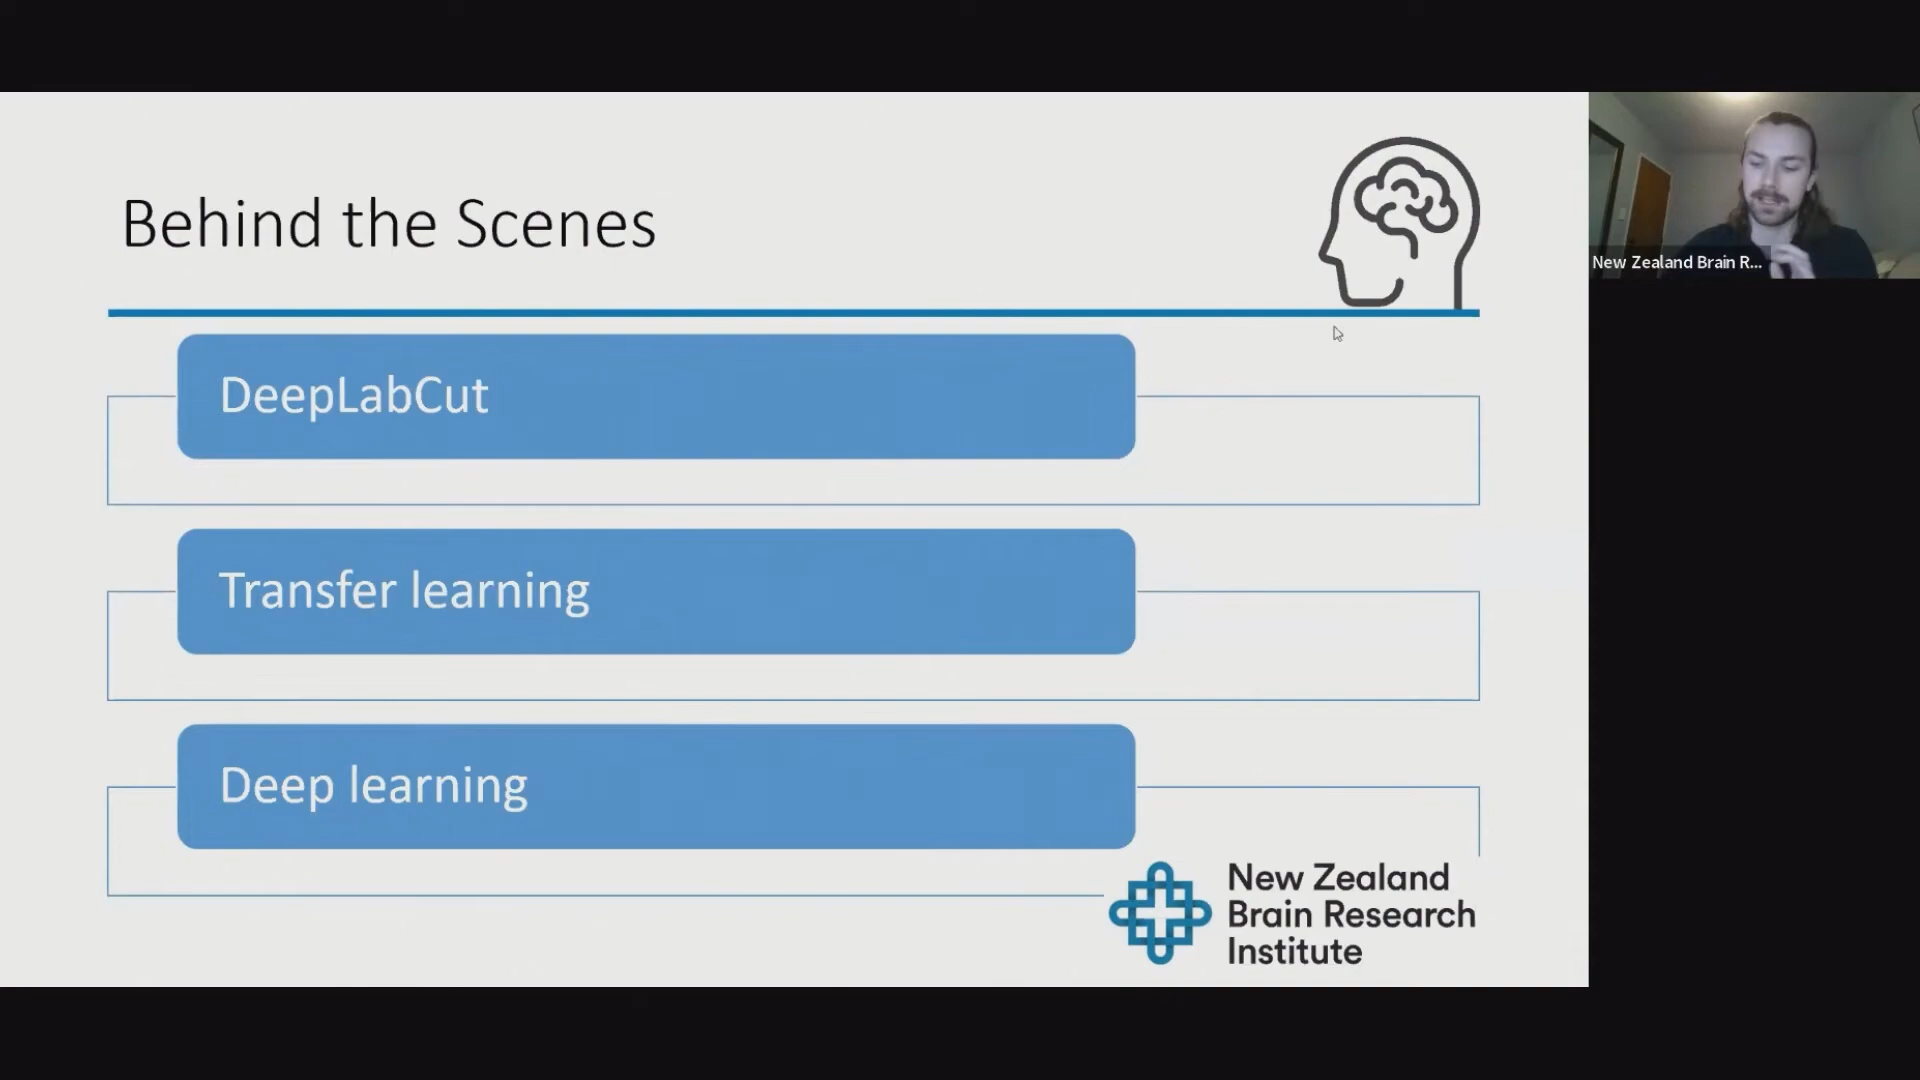 Behind the Scenes
New Zealand Brain R...
DeepLabCut
Transfer learning
Deep learning
New Zealand
Brain Research
Institute